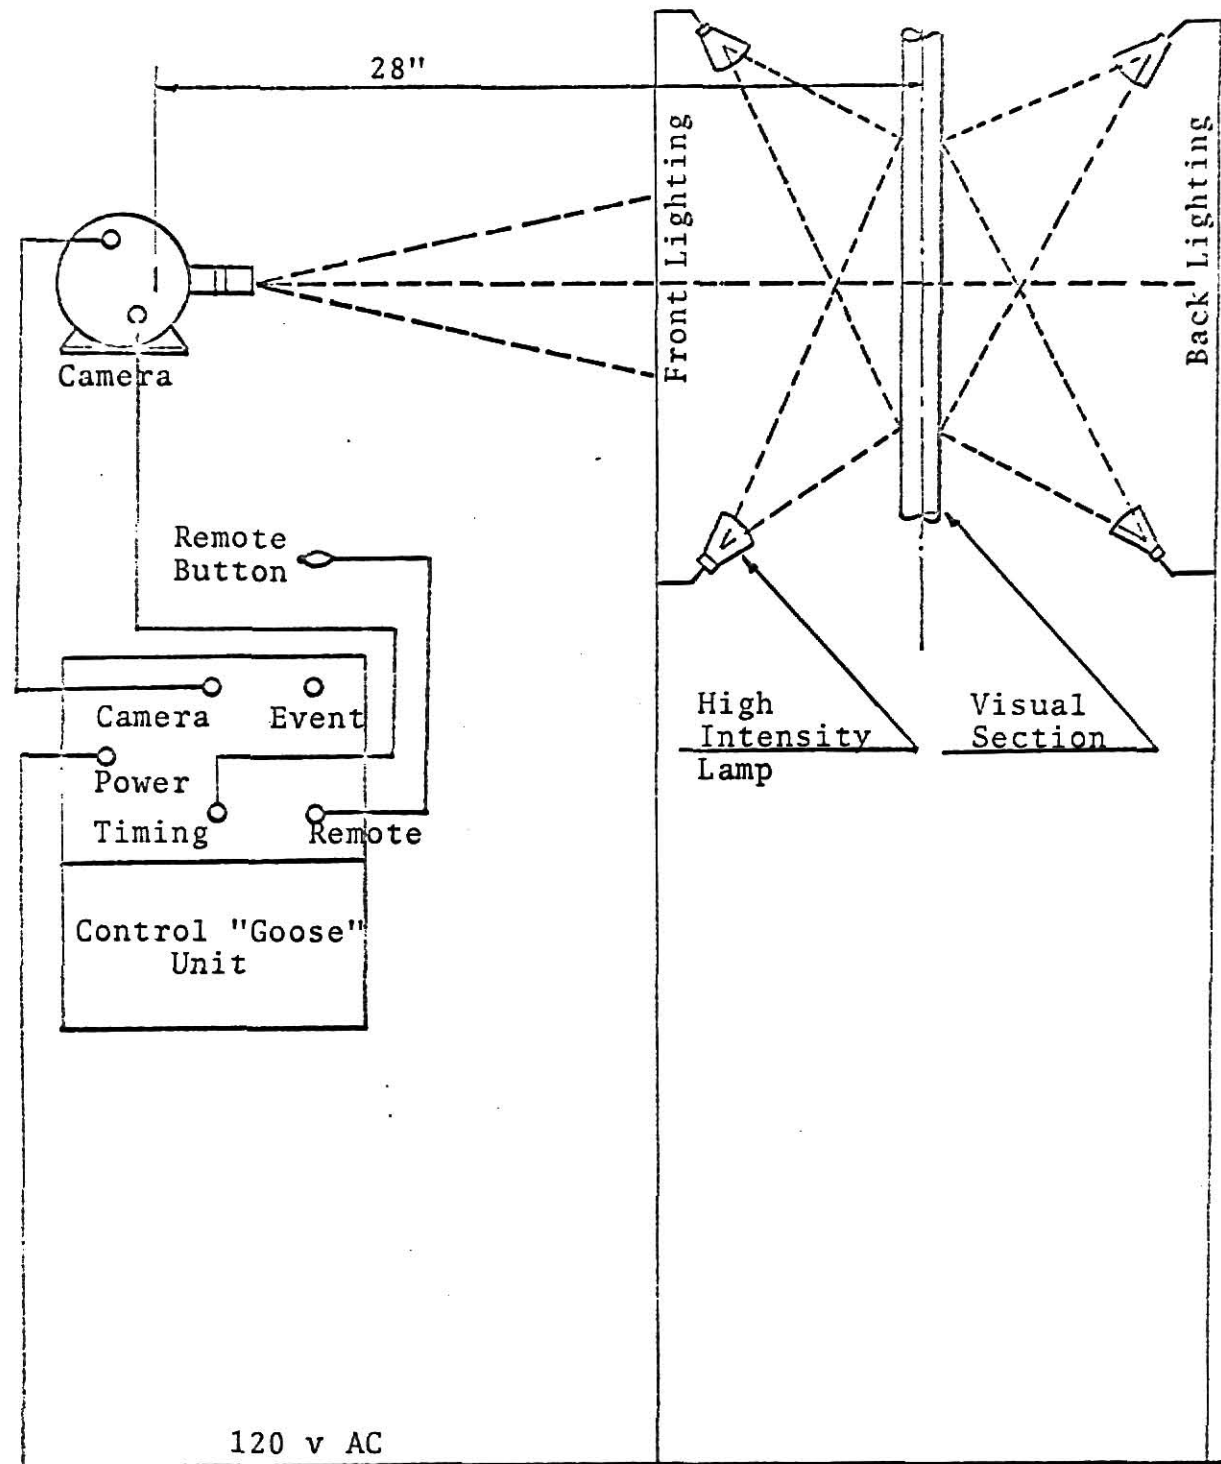 28"
Front Lighting
Back Lighting
Camera
Remote
Button
Camera
Event
Power
Timing
Remote
Control "Goose"
Unit
High
Intensity
Lamp
Visual
Section
120 v AC